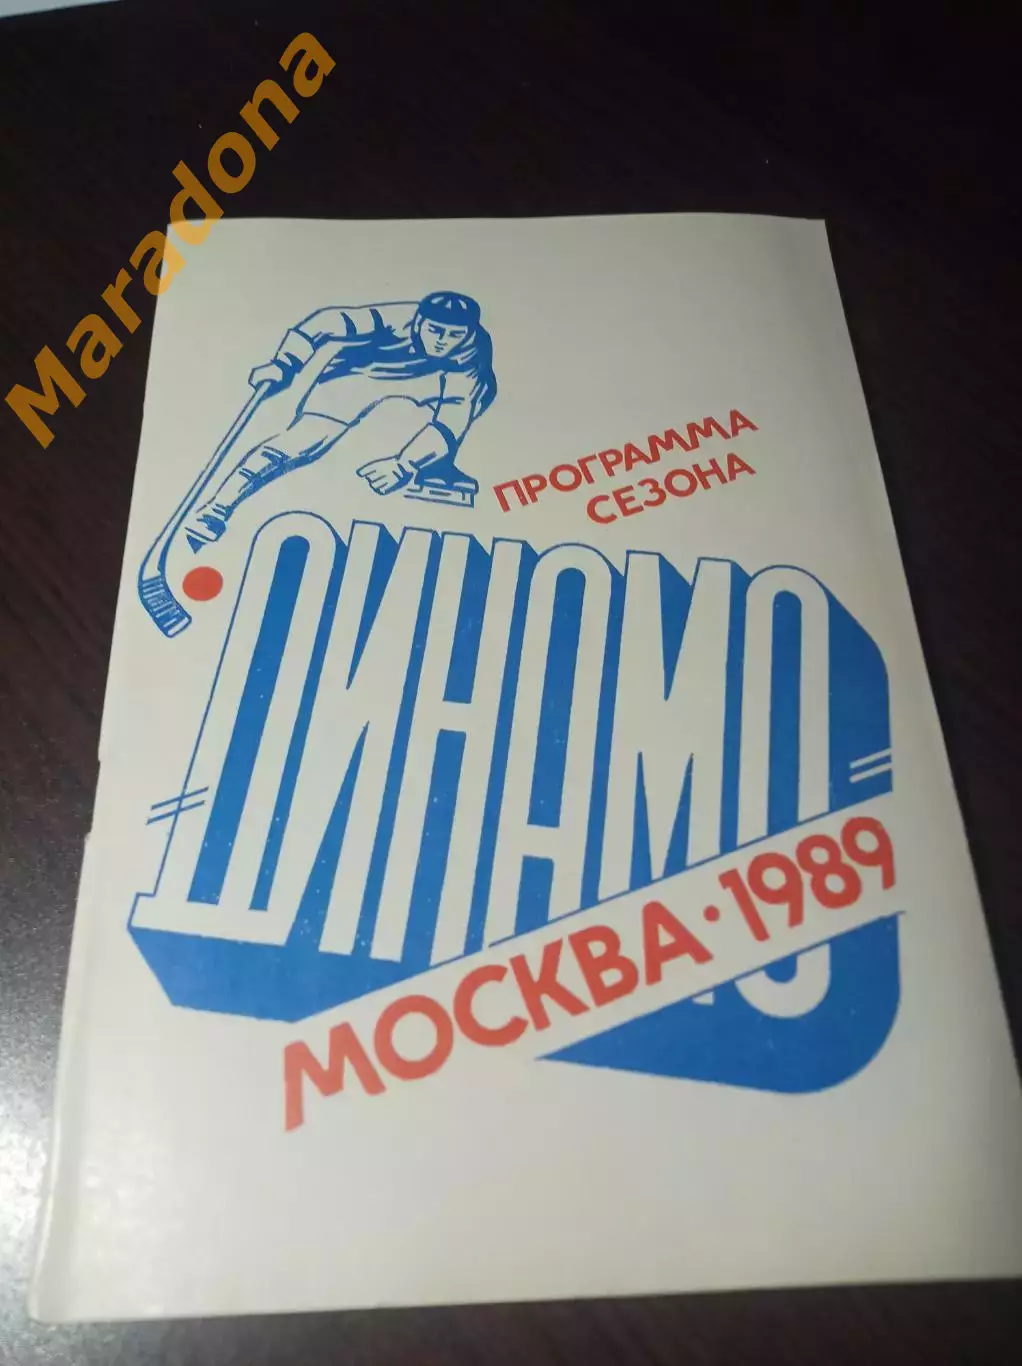 Maradona
ПРОГРАММА
СЕЗОНА
ДИНАМО
МОСКВА·1989